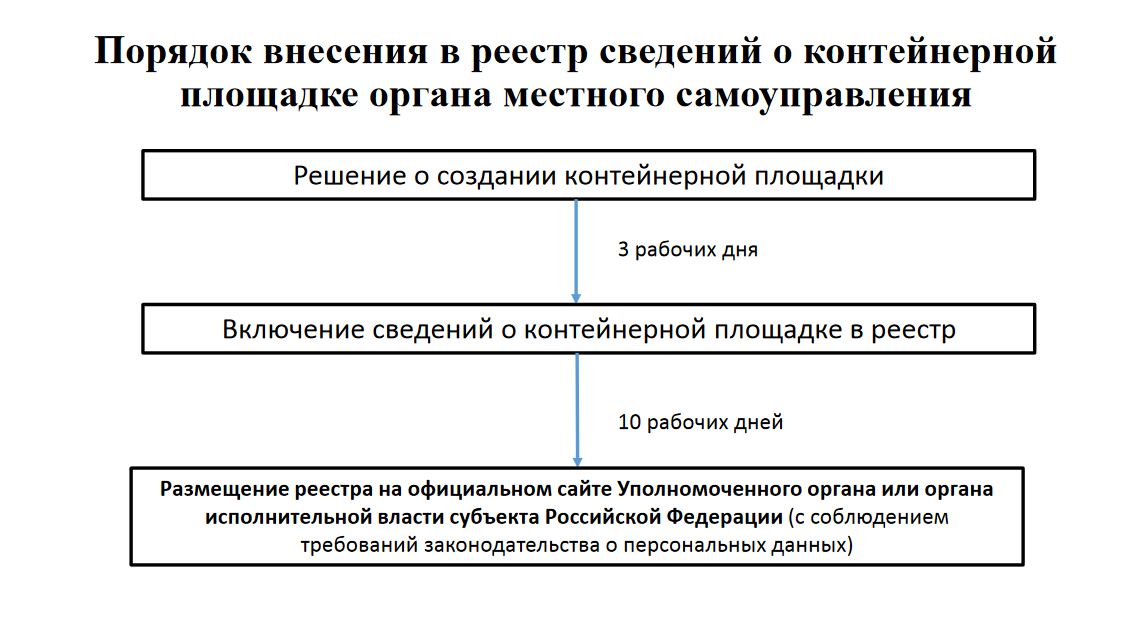 Порядок внесения в реестр сведений о контейнерной
площадке органа местного самоуправления
Решение о создании контейнерной площадки
3 рабочих дня
Включение сведений о контейнерной площадке в реестр
10 рабочих дней
Размещение реестра на официальном сайте Уполномоченного органа или органа
исполнительной власти субъекта Российской Федерации (с соблюдением
требований законодательства о персональных данных)